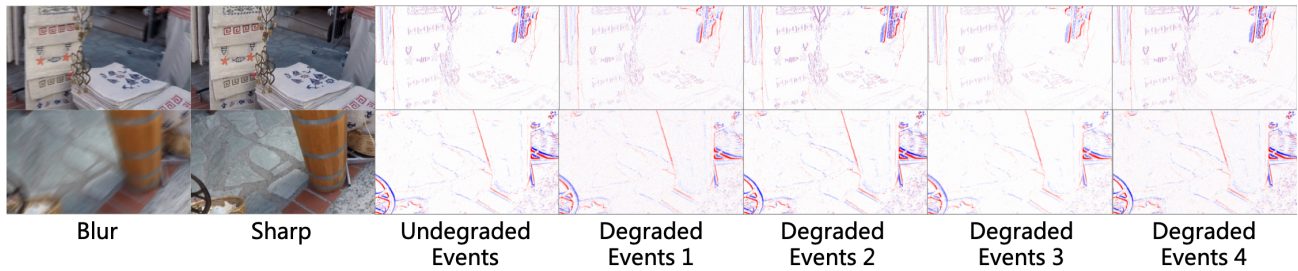 Blur
Sharp
Undegraded
Events
Degraded
Events 1
Degraded
Events 2
Degraded
Events 3
Degraded
Events 4